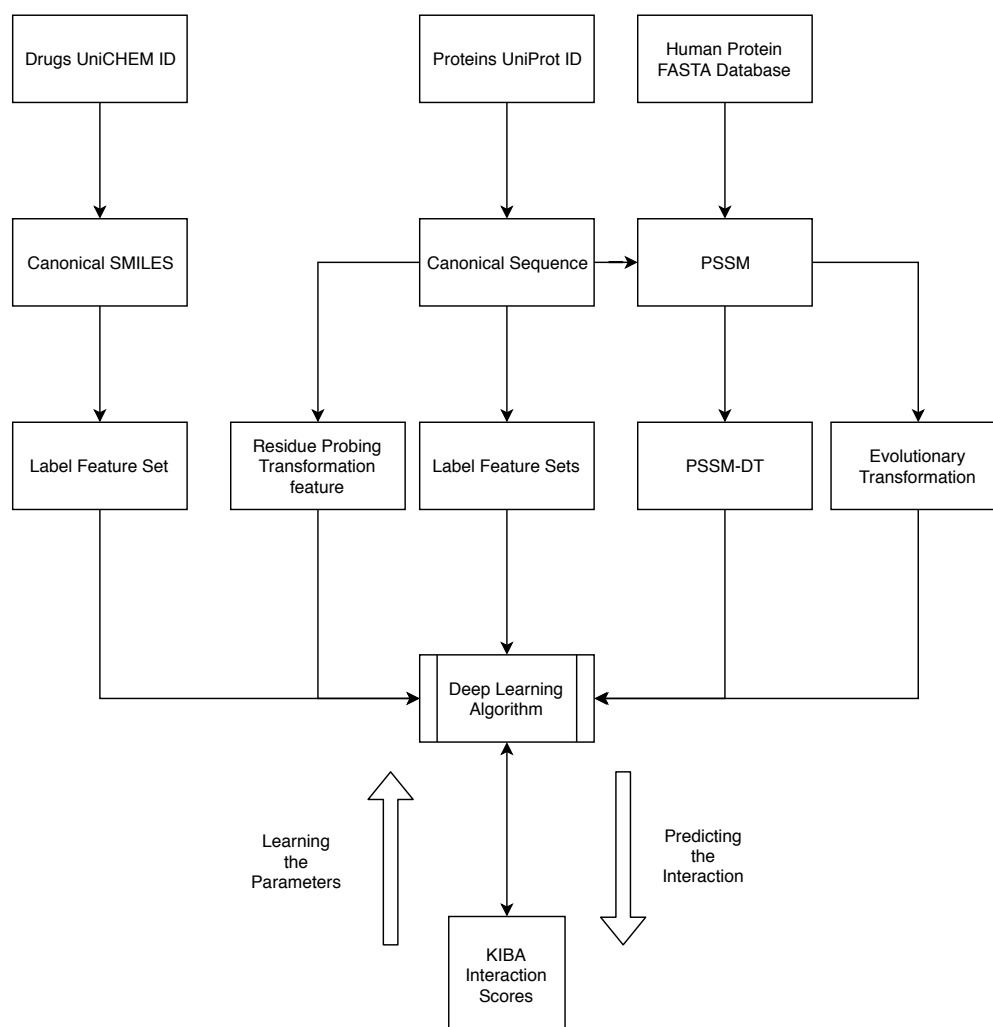 Drugs UniCHEM ID
Proteins UniProt ID
Human Protein
FASTA Database
Canonical SMILES
Canonical Sequence
PSSM
Label Feature Set
Residue Probing
Transformation
feature
Label Feature Sets
PSSM-DT
Evolutionary
Transformation
Deep Learning
Algorithm
Learning
the
Parameters
Predicting
the
Interaction
KIBA
Interaction
Scores